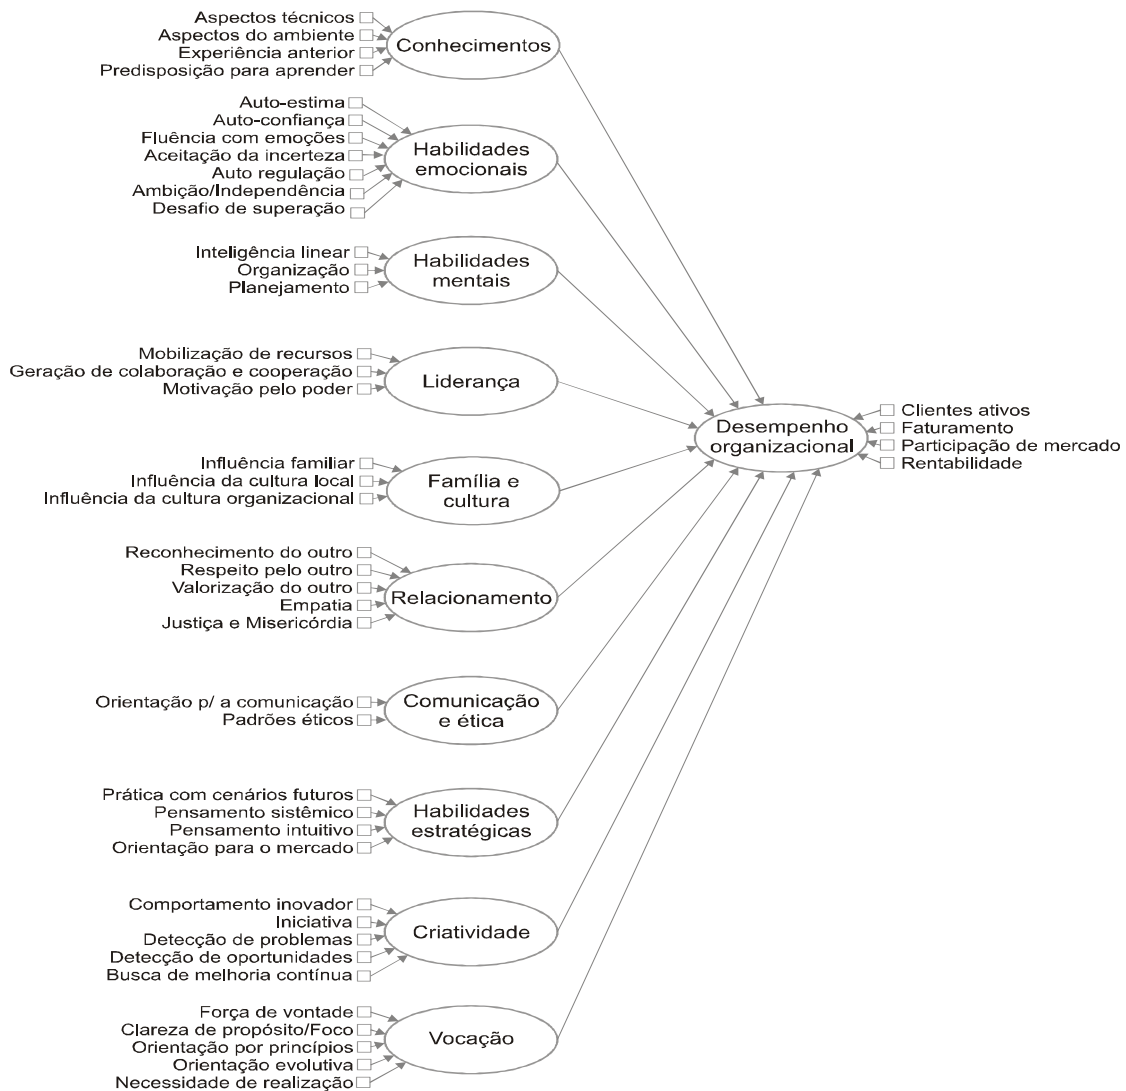 Aspectos técnicos
Aspectos do ambiente
Experiência anterior
Predisposição para aprender
Conhecimentos
Auto-estima
Auto-confiança
Fluência com emoções
Aceitação da incerteza
Auto regulação
Ambição/Independência
Desafio de superação
Habilidades
emocionais
Inteligência linear
Organização
Planejamento
Habilidades
mentais
Mobilização de recursos
Geração de colaboração e cooperação
Motivação pelo poder
Liderança
Influência familiar
Influência da cultura local
Influência da cultura organizacional
Família e
cultura
Reconhecimento do outro
Respeito pelo outro
Valorização do outro
Empatia
Justiça e Misericórdia
Relacionamento
Orientação p/ a comunicação
Padrões éticos
Comunicação
e ética
Prática com cenários futuros
Pensamento sistêmico
Pensamento intuitivo
Orientação para o mercado
Habilidades
estratégicas
Comportamento inovador
Iniciativa
Detecção de problemas
Detecção de oportunidades
Busca de melhoria contínua
Criatividade
Força de vontade
Clareza de propósito/Foco
Orientação por princípios
Orientação evolutiva
Necessidade de realização
Vocação
Desempenho
organizacional
Clientes ativos
Faturamento
Participação de mercado
Rentabilidade